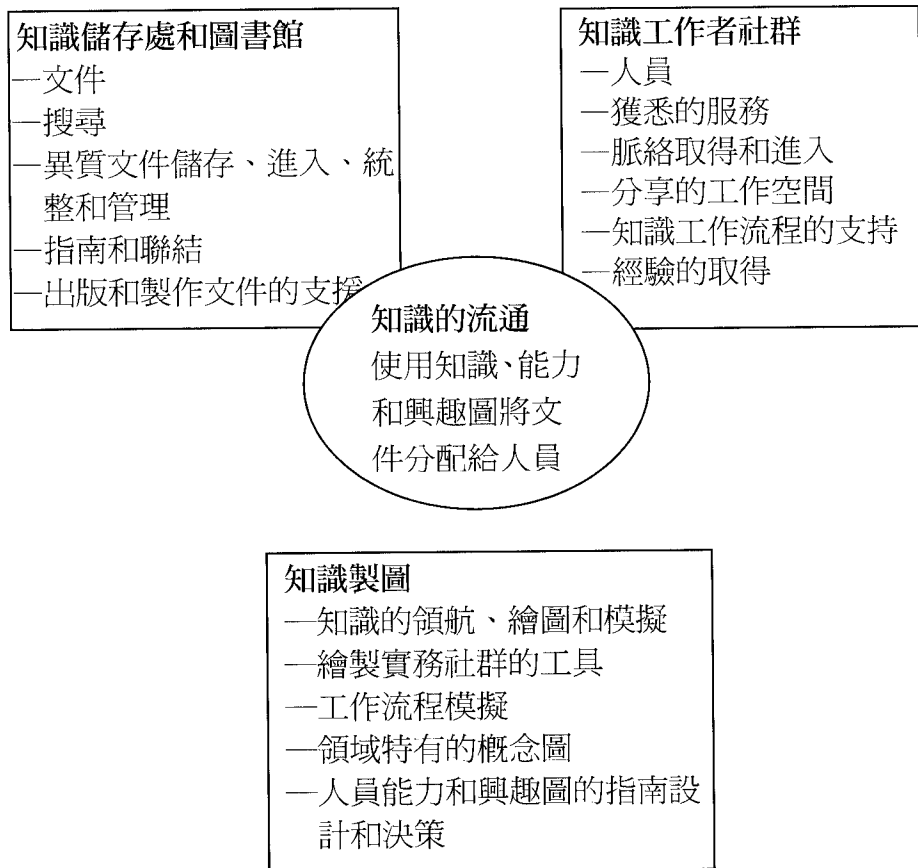 知識儲存處和圖書館
—文件
—搜尋
—異質文件儲存、進入、統
整和管理
—指南和聯結
—出版和製作文件的支援
知識工作者社群
—人員
—獲悉的服務
—脈絡取得和進入
—分享的工作空間
—知識工作流程的支持
—經驗的取得
知識的流通
使用知識、能力
和興趣圖將文
件分配給人員
知識製圖
—知識的領航、繪圖和模擬
—繪製實務社群的工具
—工作流程模擬
—領域特有的概念圖
—人員能力和興趣圖的指南設
計和決策